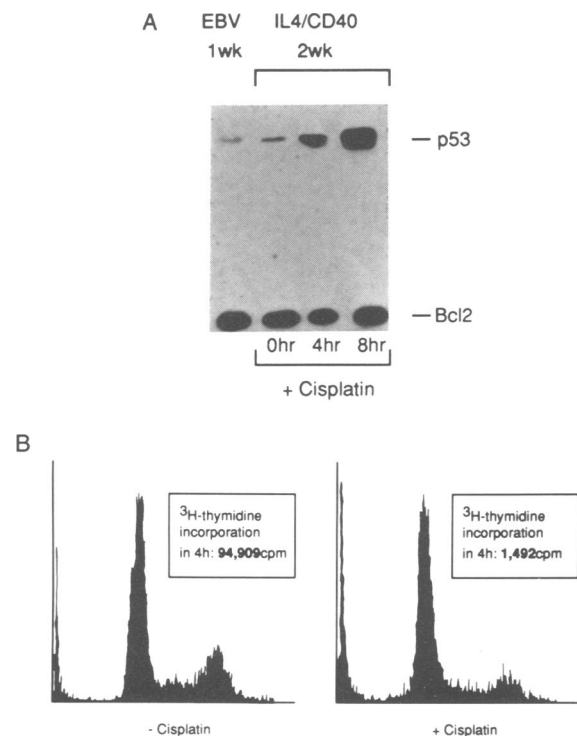 A
EBV IL4/CD40
1wk 2wk
— p53
— Bcl2
0hr 4hr 8hr
+ Cisplatin
B
³H-thymidine
incorporation
in 4h: 94,909cpm
³H-thymidine
incorporation
in 4h: 1,492cpm
- Cisplatin
+ Cisplatin